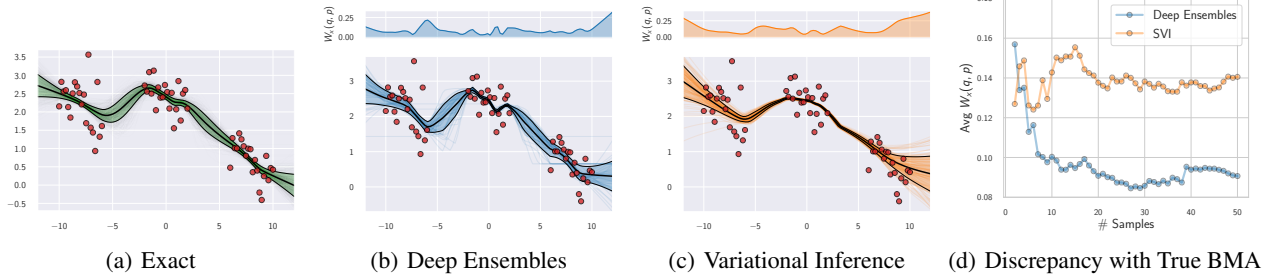 3.5
3.0
2.5
2.0
1.5
1.0
0.5
0.0
−0.5
−10 −5 0 5 10
(a) Exact
W_x(q, p)
0.25
0.00
3
2
1
0
−10 −5 0 5 10
(b) Deep Ensembles
W_x(q, p)
0.25
0.00
3
2
1
0
−10 −5 0 5 10
(c) Variational Inference
Deep Ensembles
SVI
Avg W_x(q, p)
0.16
0.14
0.12
0.10
0.08
0 10 20 30 40 50
# Samples
(d) Discrepancy with True BMA